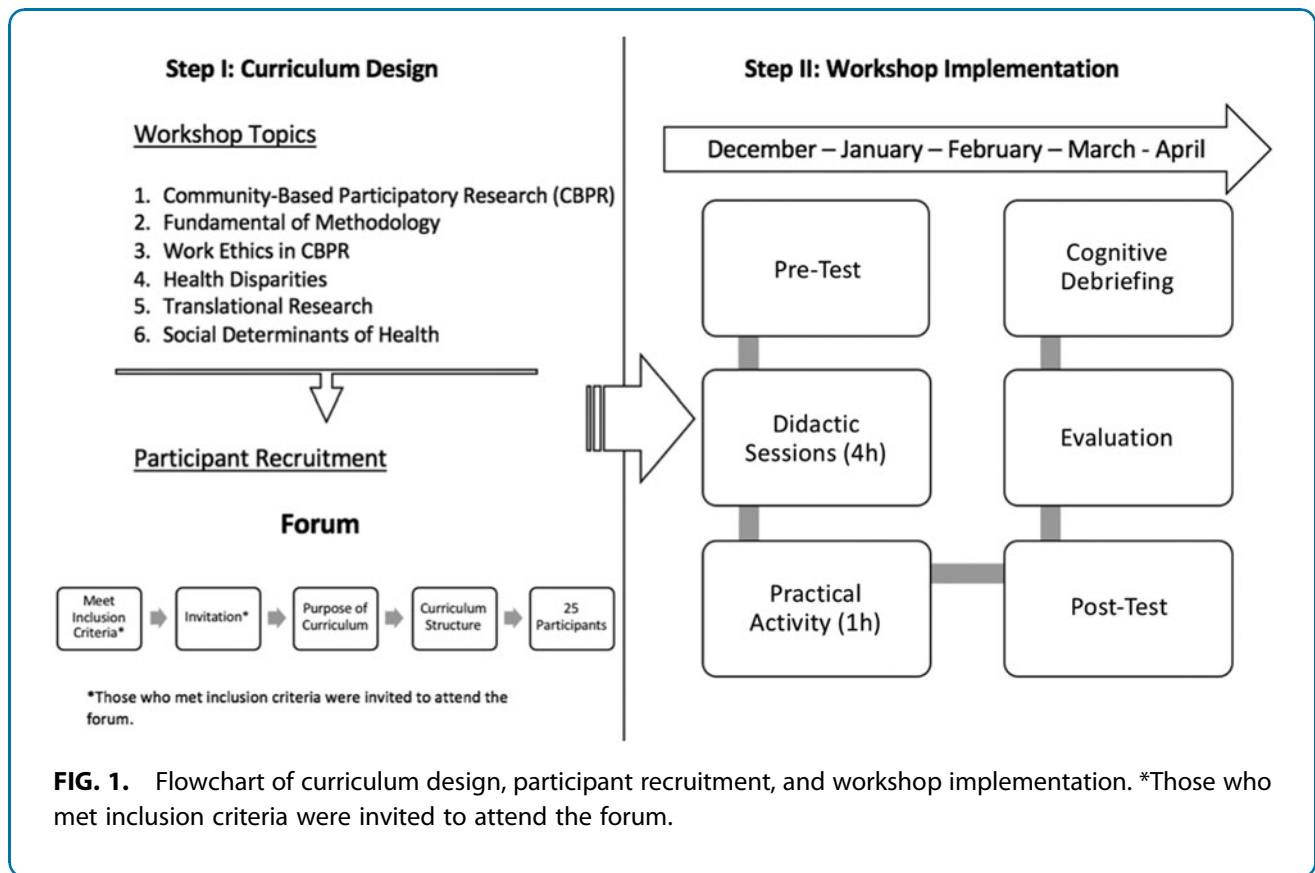 Step I: Curriculum Design
Workshop Topics
1. Community-Based Participatory Research (CBPR)
2. Fundamental of Methodology
3. Work Ethics in CBPR
4. Health Disparities
5. Translational Research
6. Social Determinants of Health
Participant Recruitment
Forum
Meet
Inclusion
Criteria*
Invitation*
Purpose of
Curriculum
Curriculum
Structure
25
Participants
*Those who met inclusion criteria were invited to attend the
forum.
Step II: Workshop Implementation
December – January – February – March - April
Pre-Test
Didactic
Sessions (4h)
Practical
Activity (1h)
Post-Test
Evaluation
Cognitive
Debriefing
FIG. 1. Flowchart of curriculum design, participant recruitment, and workshop implementation. *Those who
met inclusion criteria were invited to attend the forum.